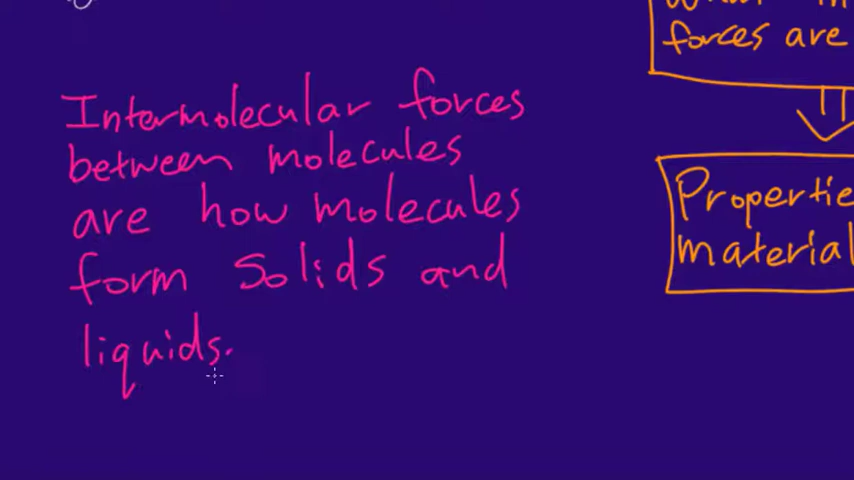 Intermolecular forces
between molecules
are how molecules
form solids and
liquids.
forces are
Propertie
material